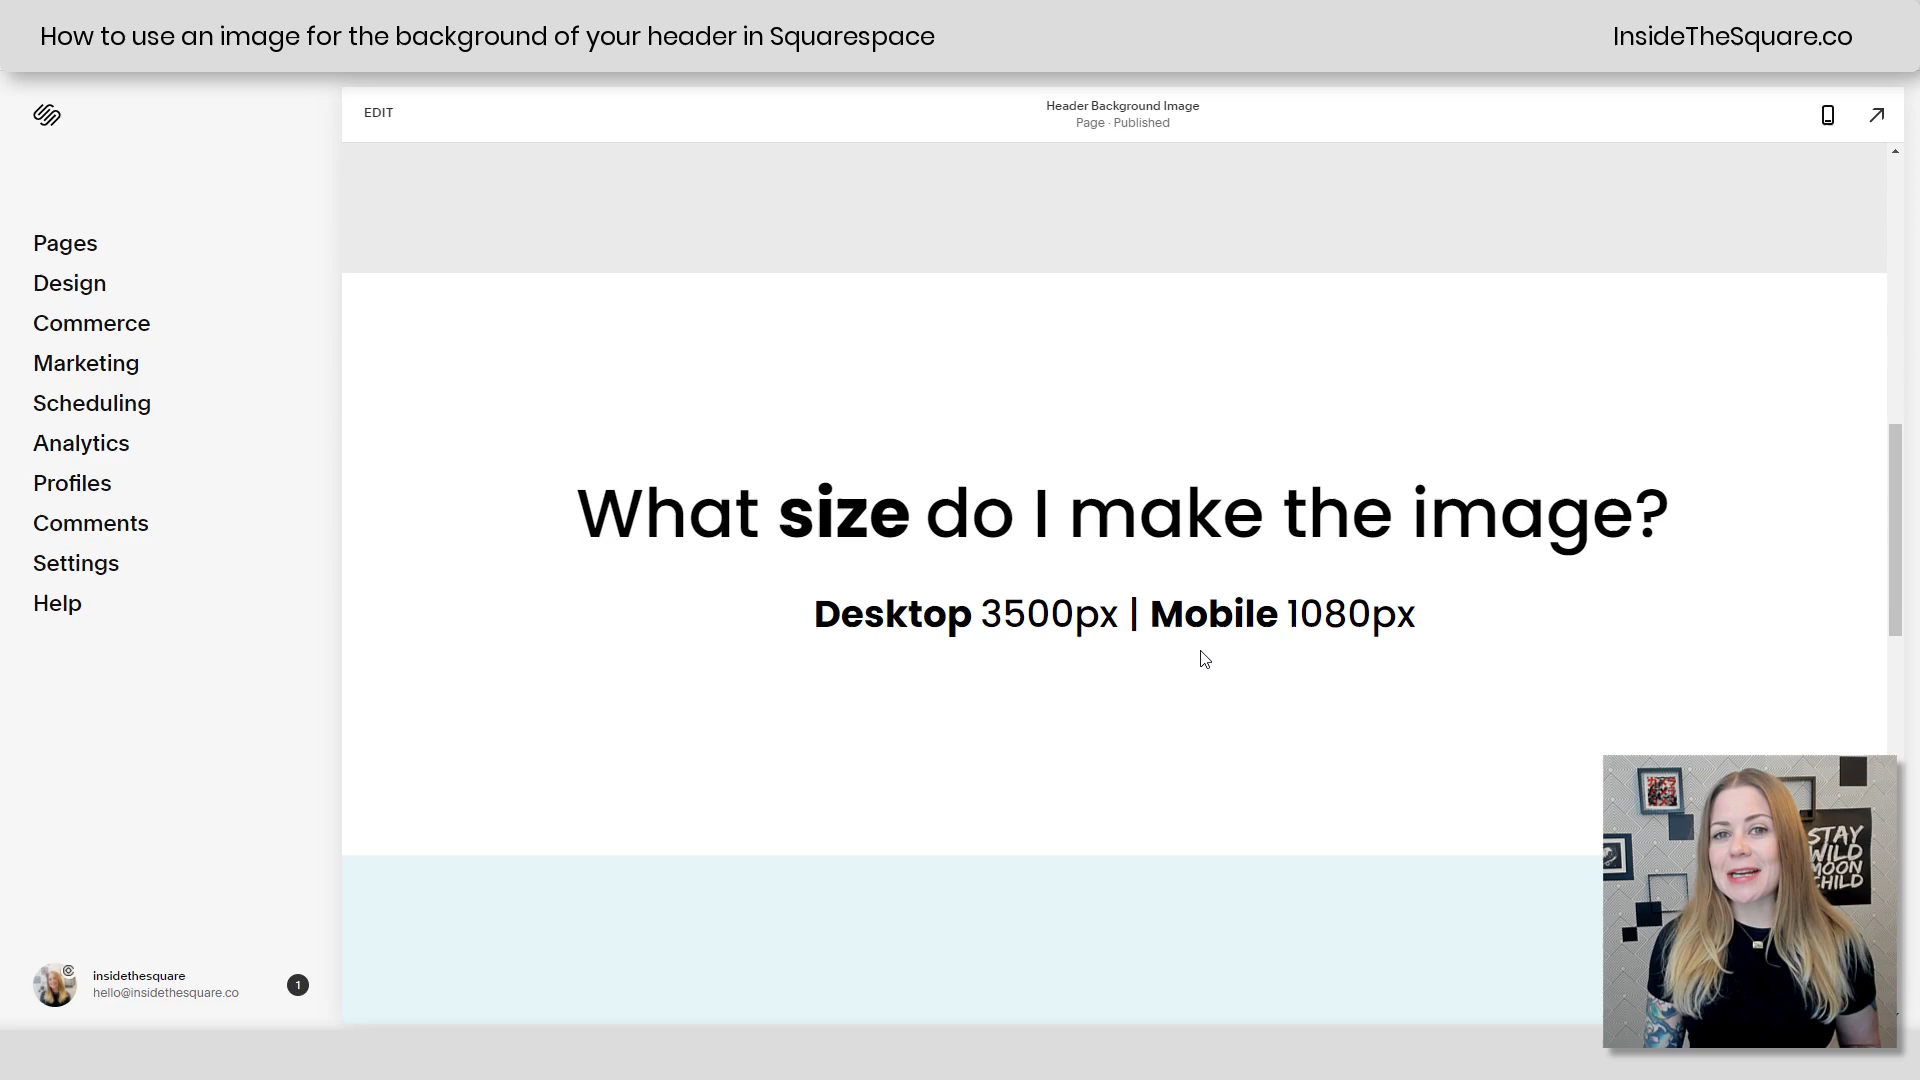 How to use an image for the background of your header in Squarespace
InsideTheSquare.co
EDIT
Header Background Image
Page · Published
Pages
Design
Commerce
Marketing
Scheduling
Analytics
Profiles
Comments
Settings
Help
What size do I make the image?
Desktop 3500px | Mobile 1080px
STAY
WILD
MOON
CHILD
insidethesquare
hello@insidethesquare.co
1